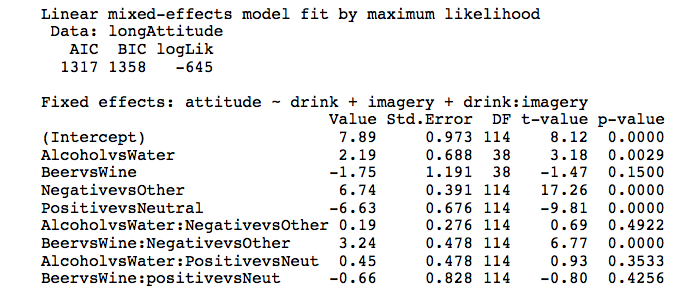 Linear mixed-effects model fit by maximum likelihood
Data: longAttitude
AIC BIC logLik
1317 1358 -645
Fixed effects: attitude ~ drink + imagery + drink:imagery
Value Std.Error DF t-value p-value
(Intercept) 7.89 0.973 114 8.12 0.0000
AlcoholvsWater 2.19 0.688 38 3.18 0.0029
BeervsWine -1.75 1.191 38 -1.47 0.1500
NegativevsOther 6.74 0.391 114 17.26 0.0000
PositivevsNeutral -6.63 0.676 114 -9.81 0.0000
AlcoholvsWater:NegativevsOther 0.19 0.276 114 0.69 0.4922
BeervsWine:NegativevsOther 3.24 0.478 114 6.77 0.0000
AlcoholvsWater:PositivevsNeut 0.45 0.478 114 0.93 0.3533
BeervsWine:positivevsNeut -0.66 0.828 114 -0.80 0.4256